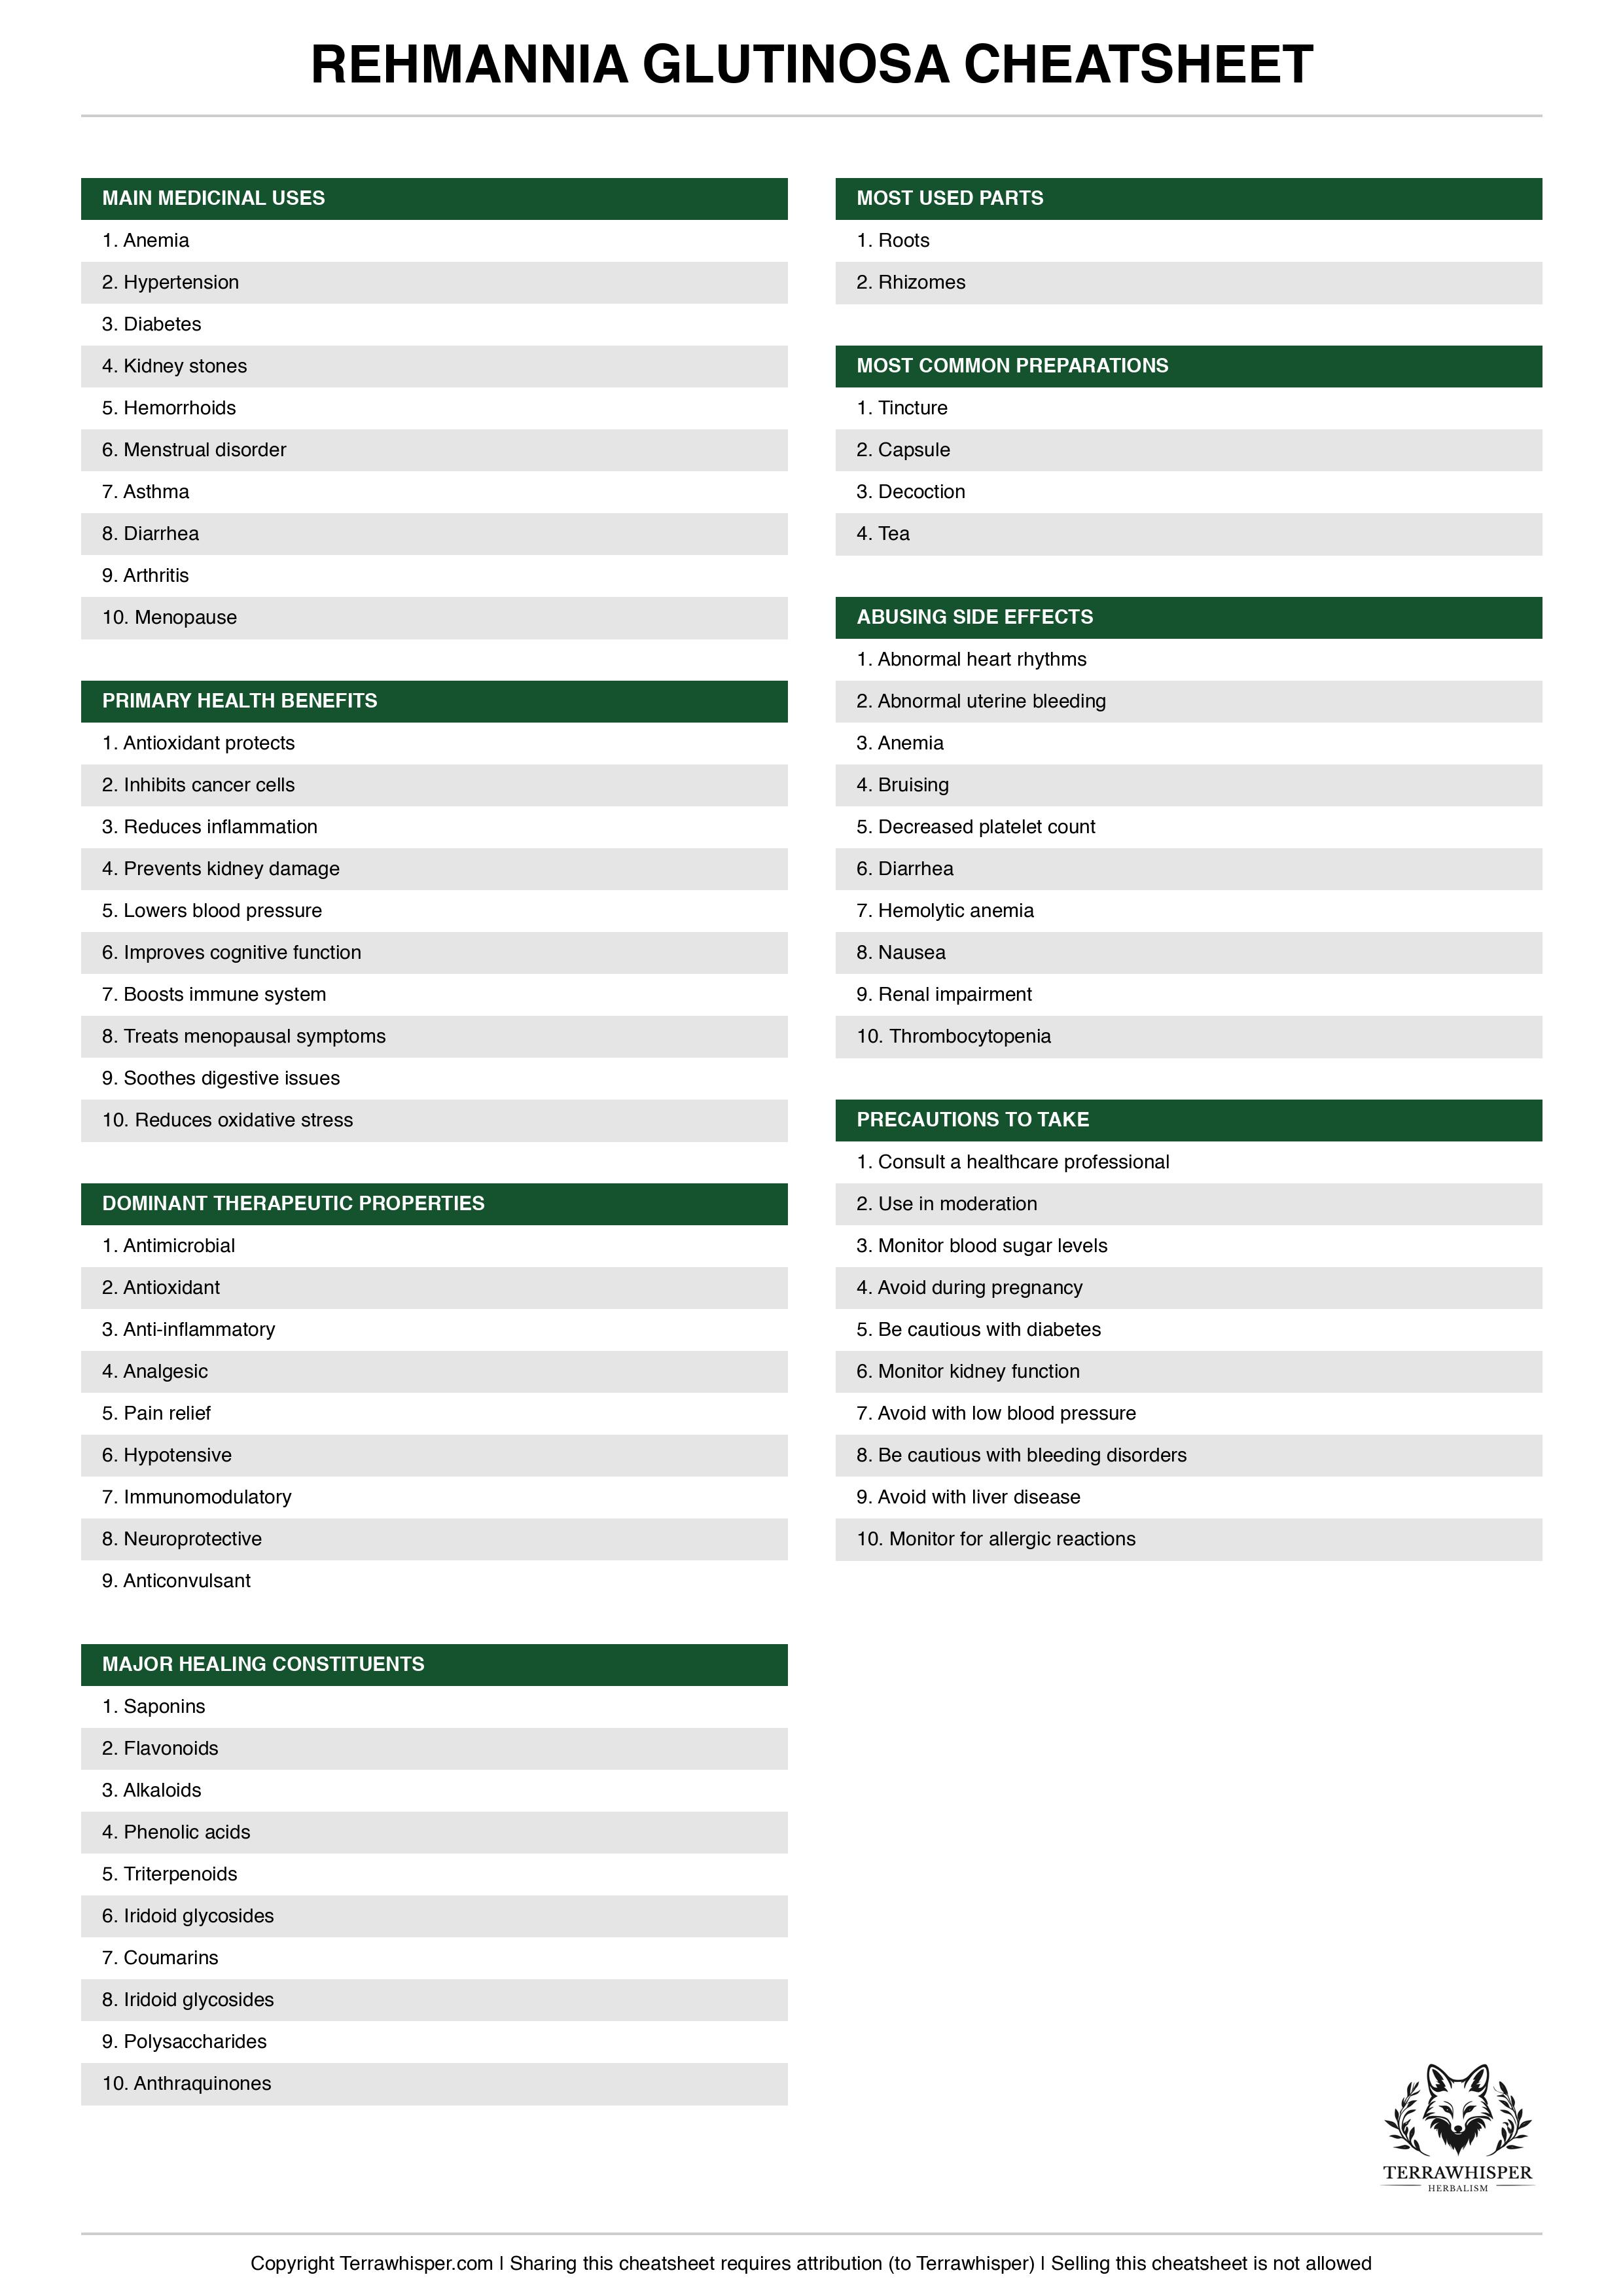 REHMANNIA GLUTINOSA CHEATSHEET
MAIN MEDICINAL USES
1. Anemia
2. Hypertension
3. Diabetes
4. Kidney stones
5. Hemorrhoids
6. Menstrual disorder
7. Asthma
8. Diarrhea
9. Arthritis
10. Menopause
PRIMARY HEALTH BENEFITS
1. Antioxidant protects
2. Inhibits cancer cells
3. Reduces inflammation
4. Prevents kidney damage
5. Lowers blood pressure
6. Improves cognitive function
7. Boosts immune system
8. Treats menopausal symptoms
9. Soothes digestive issues
10. Reduces oxidative stress
DOMINANT THERAPEUTIC PROPERTIES
1. Antimicrobial
2. Antioxidant
3. Anti-inflammatory
4. Analgesic
5. Pain relief
6. Hypotensive
7. Immunomodulatory
8. Neuroprotective
9. Anticonvulsant
MAJOR HEALING CONSTITUENTS
1. Saponins
2. Flavonoids
3. Alkaloids
4. Phenolic acids
5. Triterpenoids
6. Iridoid glycosides
7. Coumarins
8. Iridoid glycosides
9. Polysaccharides
10. Anthraquinones
MOST USED PARTS
1. Roots
2. Rhizomes
MOST COMMON PREPARATIONS
1. Tincture
2. Capsule
3. Decoction
4. Tea
ABUSING SIDE EFFECTS
1. Abnormal heart rhythms
2. Abnormal uterine bleeding
3. Anemia
4. Bruising
5. Decreased platelet count
6. Diarrhea
7. Hemolytic anemia
8. Nausea
9. Renal impairment
10. Thrombocytopenia
PRECAUTIONS TO TAKE
1. Consult a healthcare professional
2. Use in moderation
3. Monitor blood sugar levels
4. Avoid during pregnancy
5. Be cautious with diabetes
6. Monitor kidney function
7. Avoid with low blood pressure
8. Be cautious with bleeding disorders
9. Avoid with liver disease
10. Monitor for allergic reactions
TERRAWHISPER
HERBALISM
Copyright Terrawhisper.com | Sharing this cheatsheet requires attribution (to Terrawhisper) | Selling this cheatsheet is not allowed